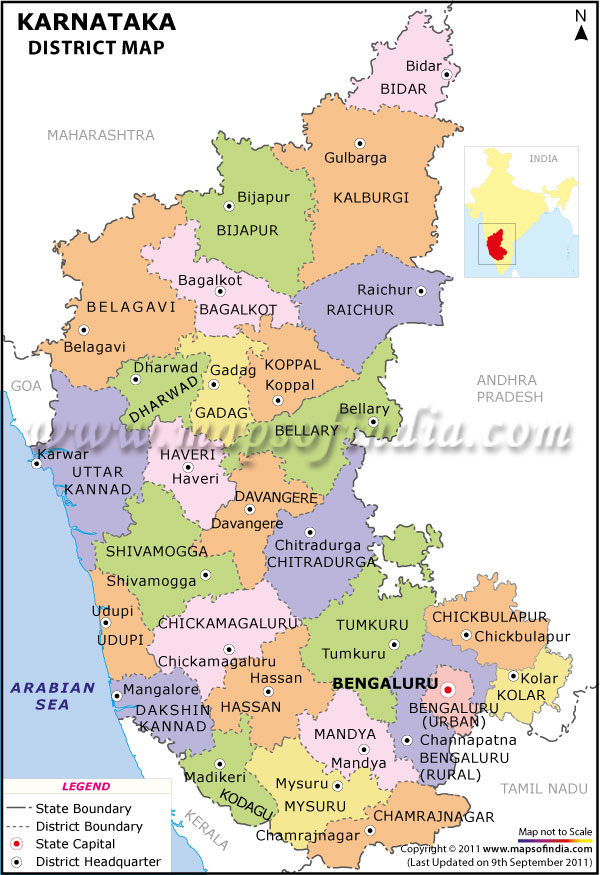 KARNATAKA
DISTRICT MAP
N
MAHARASHTRA
Bidar
BIDAR
Gulbarga
KALBURGI
INDIA
Bijapur
BIJAPUR
Bagalkot
BAGALKOT
Raichur
RAICHUR
BELAGAVI
Belagavi
GOA
Dharwad
DHARWAD
Gadag
GADAG
KOPPAL
Koppal
ANDHRA
PRADESH
Bellary
BELLARY
www.mapsofindia.com
Karwar
UTTAR
KANNAD
HAVERI
Haveri
DAVANGERE
Davangere
Chitradurga
CHITRADURGA
SHIVAMOGGA
Shivamogga
Udupi
UDUPI
CHICKAMAGALURU
Chickamagaluru
TUMKURU
Tumkuru
CHICKBULAPUR
Chickbulapur
Kolar
KOLAR
ARABIAN
SEA
Mangalore
DAKSHIN
KANNAD
Hassan
HASSAN
BENGALURU
BENGALURU
(URBAN)
Channapatna
BENGALURU
(RURAL)
MANDYA
Mandya
Madikeri
KODAGU
Mysuru
MYSURU
TAMIL NADU
CHAMRAJNAGAR
Chamrajnagar
KERALA
LEGEND
State Boundary
District Boundary
State Capital
District Headquarter
Map not to Scale
Copyright © 2011 www.mapsofindia.com
(Last Updated on 9th September 2011)